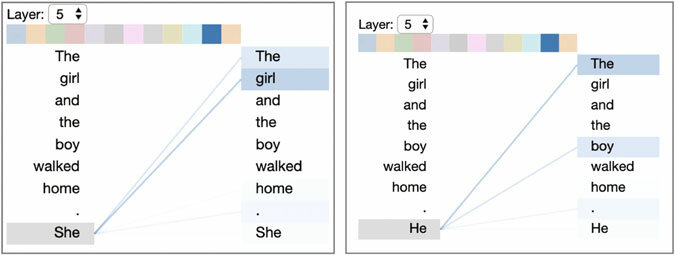 Layer: 5
The The
girl girl
and and
the the
boy boy
walked walked
home home
. .
She She
Layer: 5
The The
girl girl
and and
the the
boy boy
walked walked
home home
. .
He He